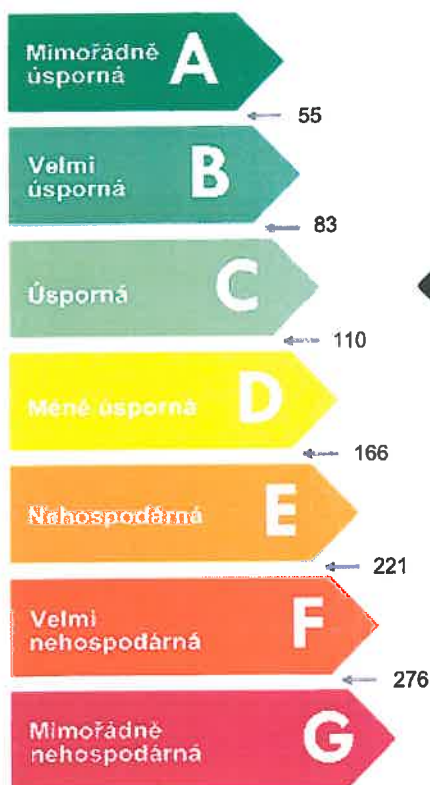 Mimořádně
úsporná
A
55
Velmi
úsporná
B
83
Úsporná
C
110
Méně úsporná
D
166
Nehospodárná
E
221
Velmi
nehospodárná
F
276
Mimořádně
nehospodárná
G